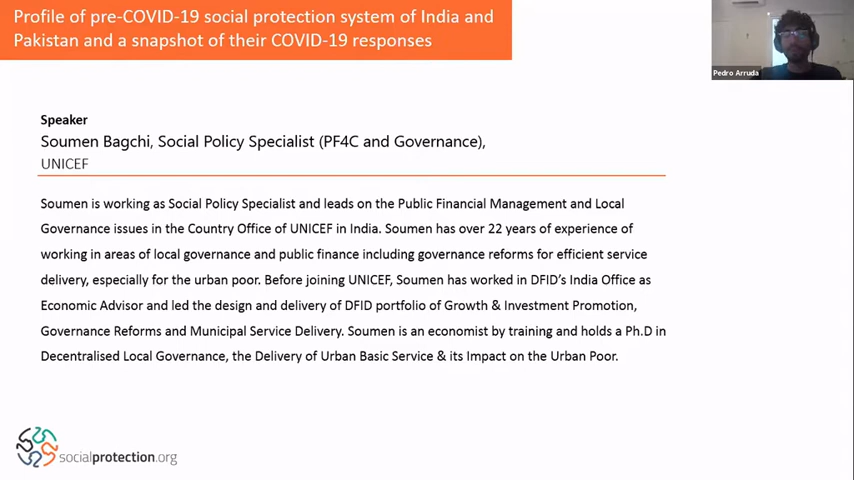 Profile of pre-COVID-19 social protection system of India and
Pakistan and a snapshot of their COVID-19 responses
Pedro Arruda
Speaker
Soumen Bagchi, Social Policy Specialist (PF4C and Governance),
UNICEF
Soumen is working as Social Policy Specialist and leads on the Public Financial Management and Local
Governance issues in the Country Office of UNICEF in India. Soumen has over 22 years of experience of
working in areas of local governance and public finance including governance reforms for efficient service
delivery, especially for the urban poor. Before joining UNICEF, Soumen has worked in DFID's India Office as
Economic Advisor and led the design and delivery of DFID portfolio of Growth & Investment Promotion,
Governance Reforms and Municipal Service Delivery. Soumen is an economist by training and holds a Ph.D in
Decentralised Local Governance, the Delivery of Urban Basic Service & its Impact on the Urban Poor.
socialprotection.org